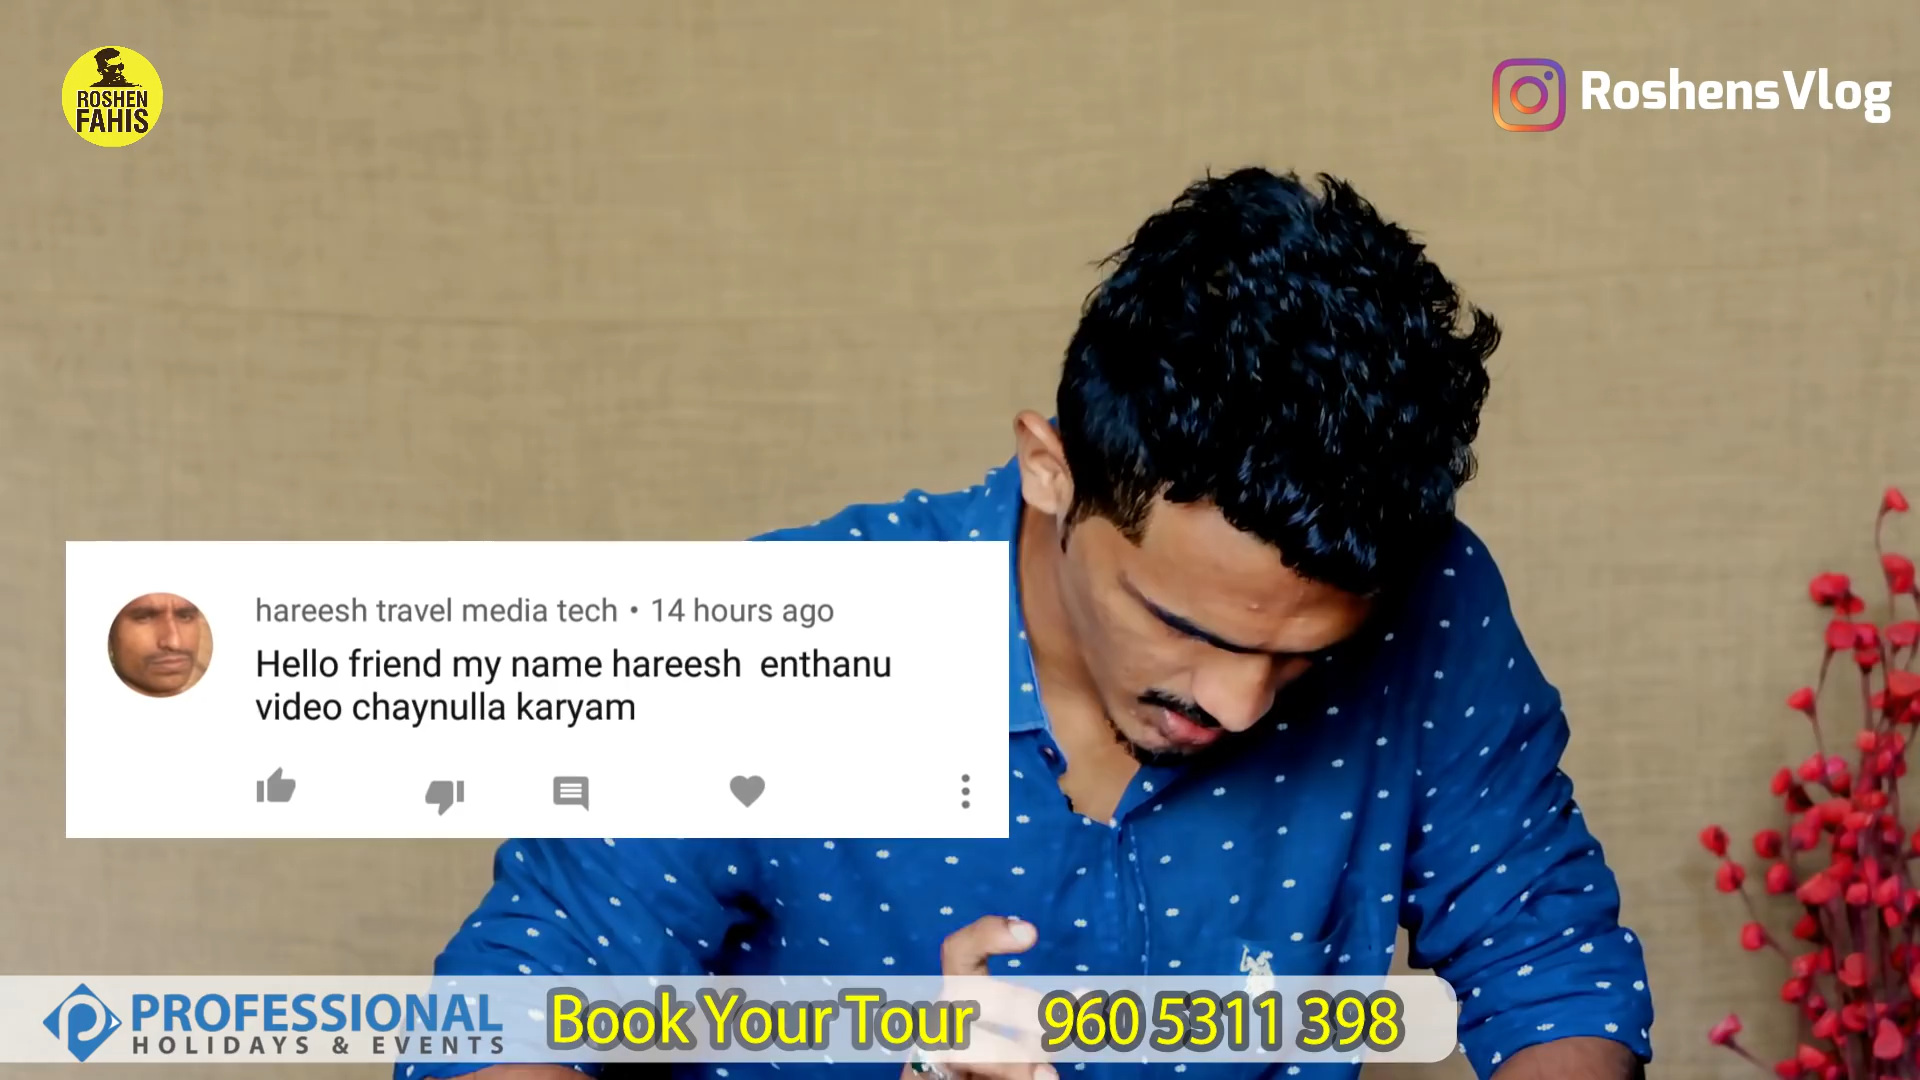 ROSHEN
FAHIS
RoshensVlog
hareesh travel media tech • 14 hours ago
Hello friend my name hareesh  enthanu
video chaynulla karyam
PROFESSIONAL
HOLIDAYS & EVENTS
Book Your Tour
960 5311 398